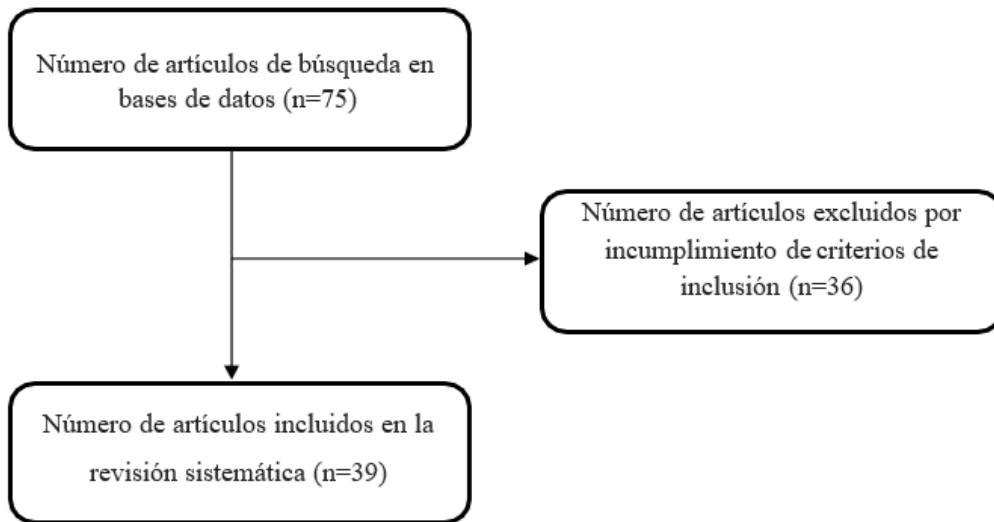 Número de artículos de búsqueda en
bases de datos (n=75)
Número de artículos excluidos por
incumplimiento de criterios de
inclusión (n=36)
Número de artículos incluidos en la
revisión sistemática (n=39)